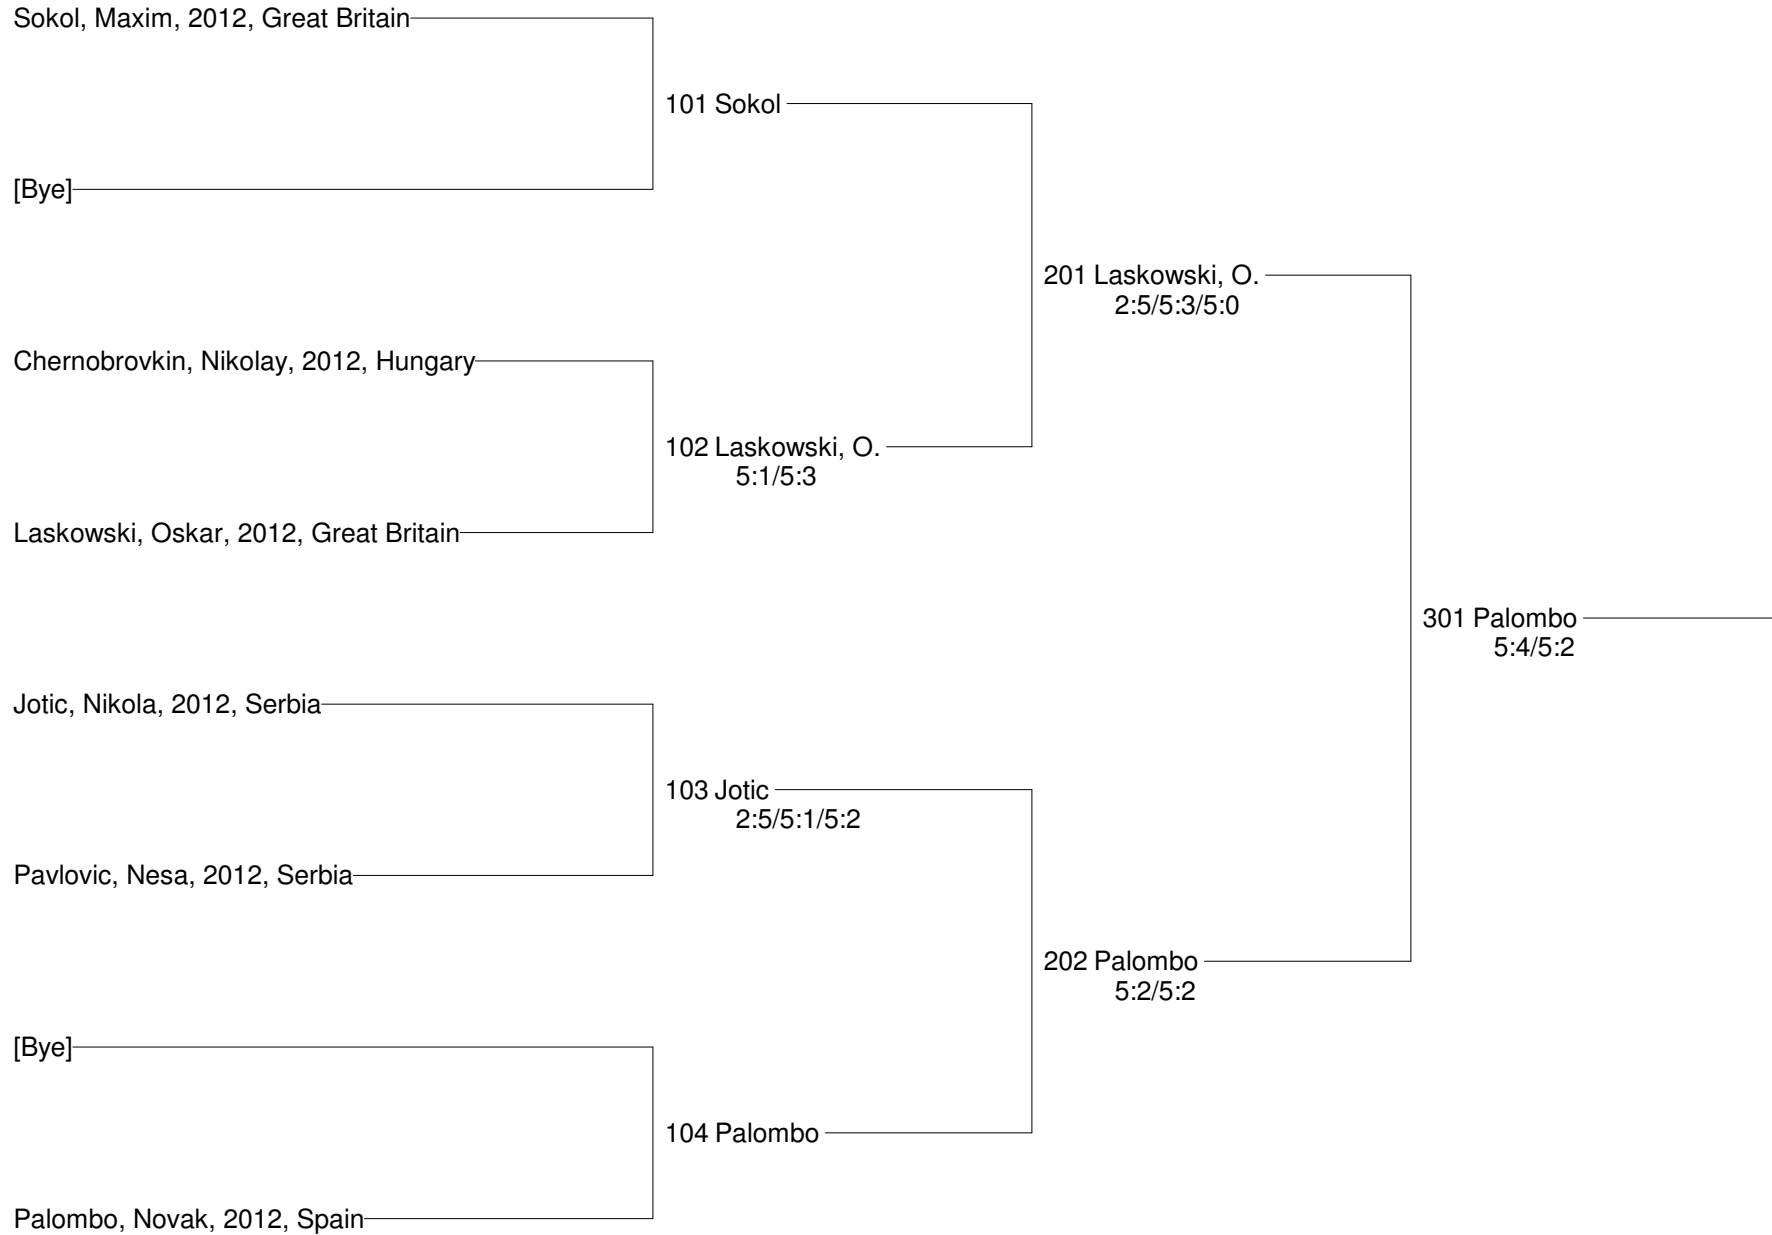 Sokol, Maxim, 2012, Great Britain
101 Sokol
[Bye]
201 Laskowski, O.
2:5/5:3/5:0
Chernobrovkin, Nikolay, 2012, Hungary
102 Laskowski, O.
5:1/5:3
Laskowski, Oskar, 2012, Great Britain
301 Palombo
5:4/5:2
Jotic, Nikola, 2012, Serbia
103 Jotic
2:5/5:1/5:2
Pavlovic, Nesa, 2012, Serbia
202 Palombo
5:2/5:2
[Bye]
104 Palombo
Palombo, Novak, 2012, Spain